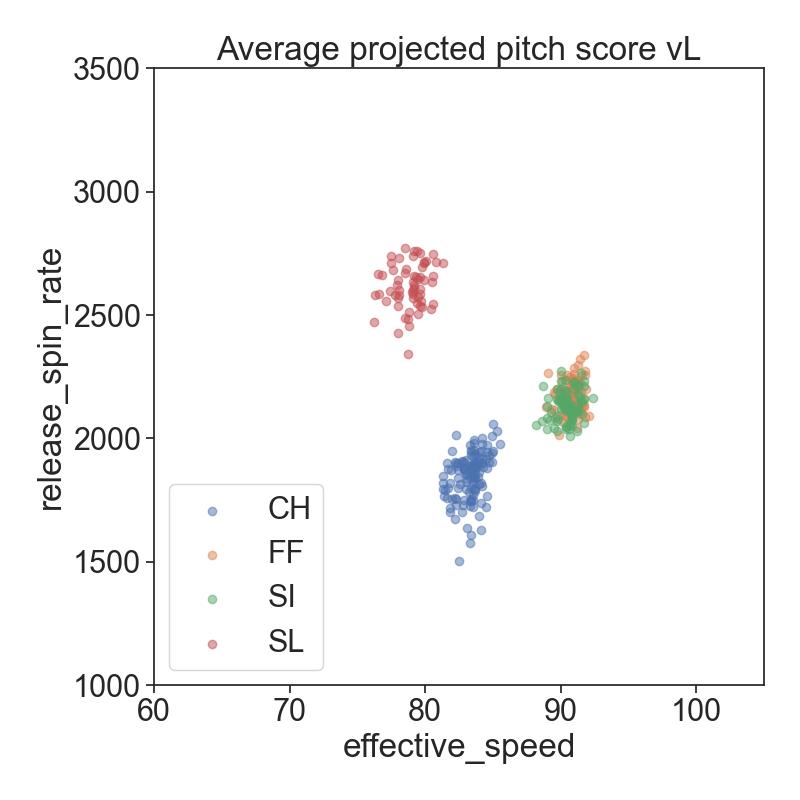 Average projected pitch score vL
release_spin_rate
3500
3000
2500
2000
1500
1000
CH
FF
SI
SL
60
70
80
90
100
effective_speed